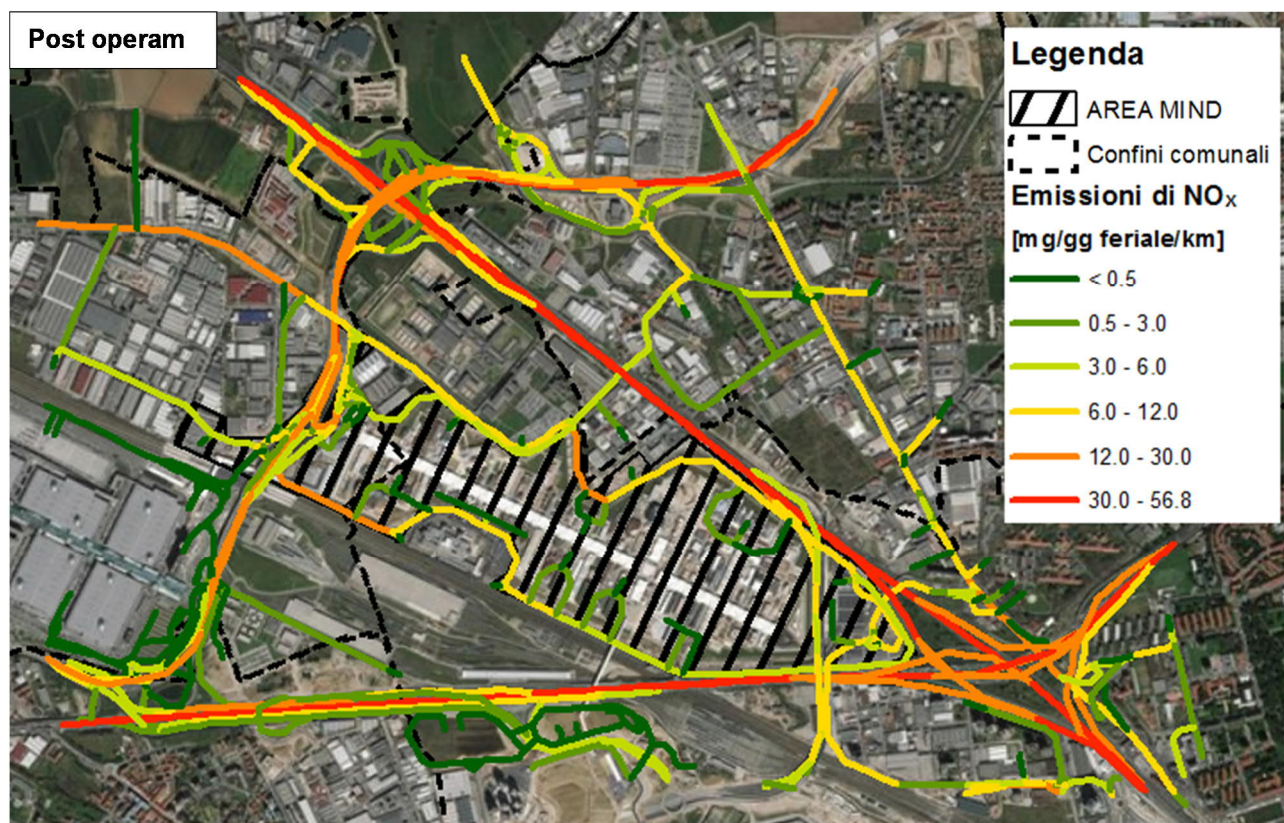 Post operam
Legenda
AREA MIND
Confini comunali
Emissioni di NOx
[mg/gg feriale/km]
< 0.5
0.5 - 3.0
3.0 - 6.0
6.0 - 12.0
12.0 - 30.0
30.0 - 56.8